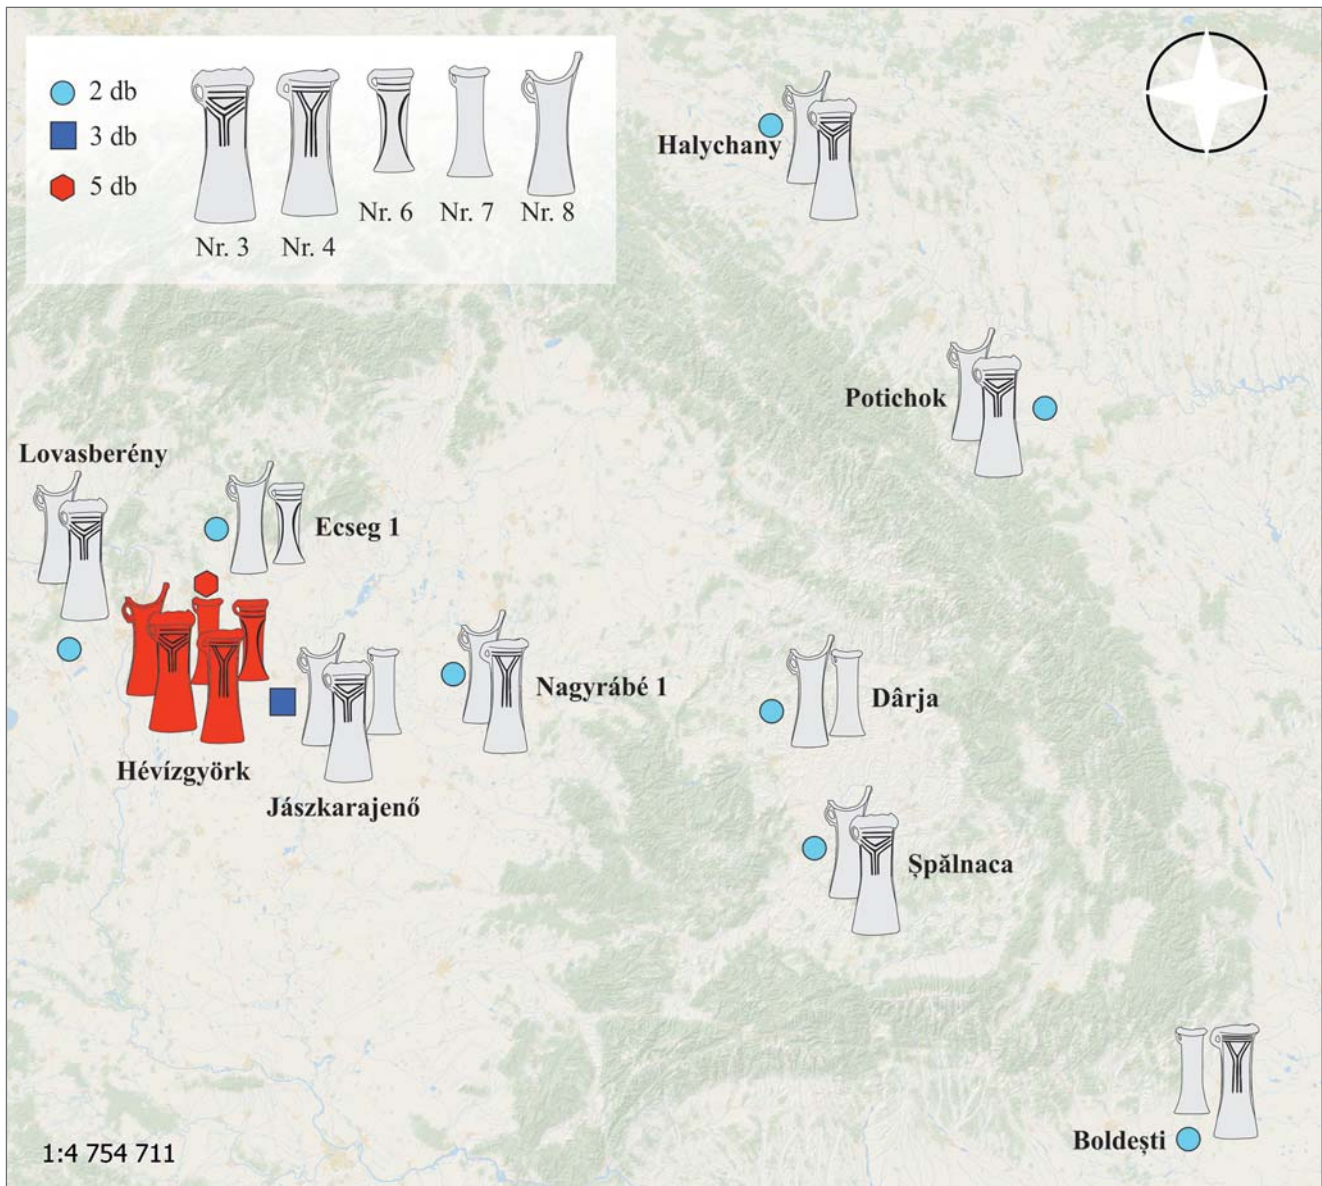 2 db
3 db
5 db
Nr. 3
Nr. 4
Nr. 6
Nr. 7
Nr. 8
Halychany
Potichok
Lovasberény
Ecseg 1
Nagyrábé 1
Dârja
Hévízgyörk
Jászkarajenő
Șpălnaca
Boldești
1:4 754 711